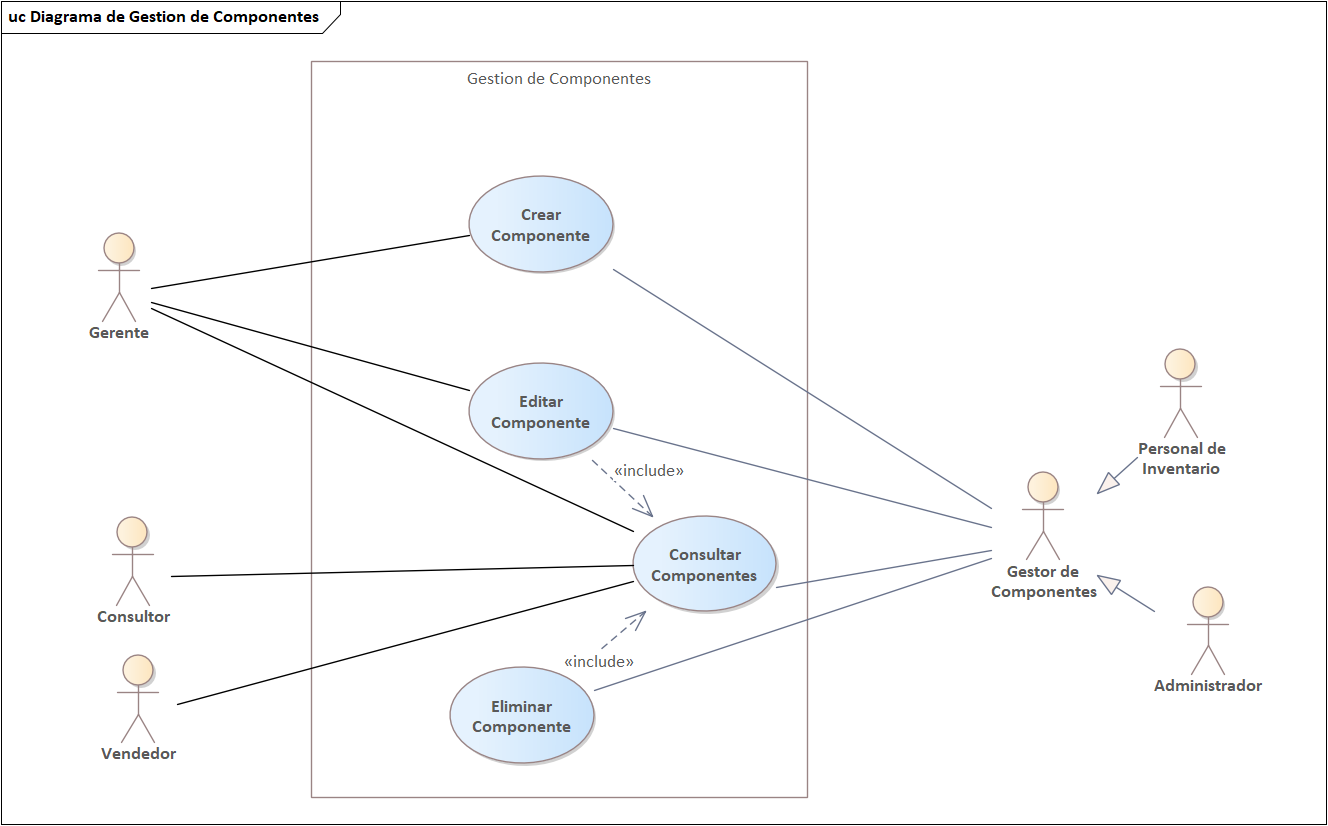 uc Diagrama de Gestion de Componentes
Gestion de Componentes
Crear
Componente
Gerente
Editar
Componente
«include»
Personal de
Inventario
Consultar
Componentes
Gestor de
Componentes
Consultor
«include»
Administrador
Eliminar
Componente
Vendedor